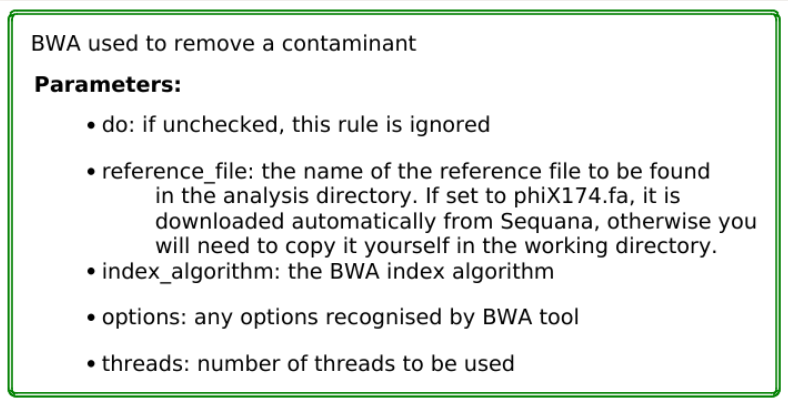 BWA used to remove a contaminant
Parameters:
• do: if unchecked, this rule is ignored
• reference_file: the name of the reference file to be found
in the analysis directory. If set to phiX174.fa, it is
downloaded automatically from Sequana, otherwise you
will need to copy it yourself in the working directory.
• index_algorithm: the BWA index algorithm
• options: any options recognised by BWA tool
• threads: number of threads to be used